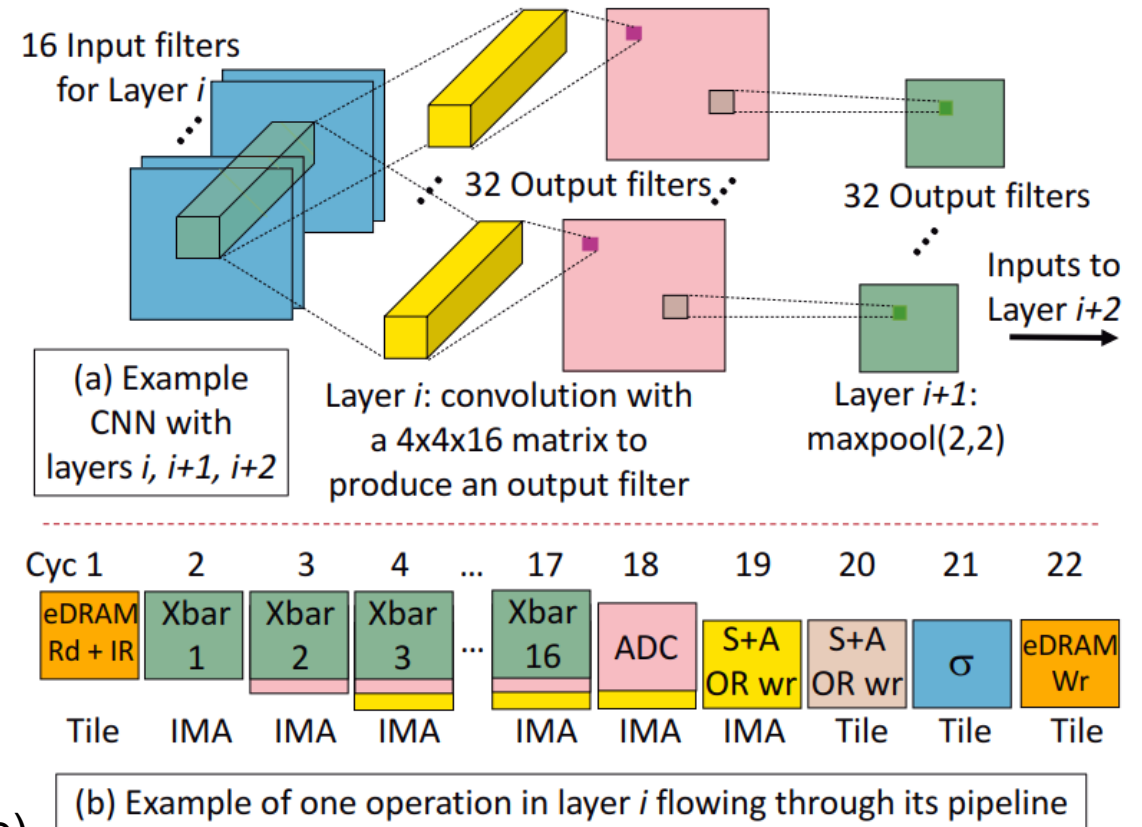 16 Input filters
for Layer i
32 Output filters
32 Output filters
Inputs to
Layer i+2
(a) Example
CNN with
layers i, i+1, i+2
Layer i: convolution with
a 4x4x16 matrix to
produce an output filter
Layer i+1:
maxpool(2,2)
Cyc 1 2 3 4 ... 17 18 19 20 21 22
eDRAM Xbar Xbar Xbar Xbar ADC S+A S+A σ eDRAM
Rd + IR 1 2 3 ... 16 OR wr OR wr Wr
Tile IMA IMA IMA IMA IMA IMA Tile Tile Tile
(b) Example of one operation in layer i flowing through its pipeline